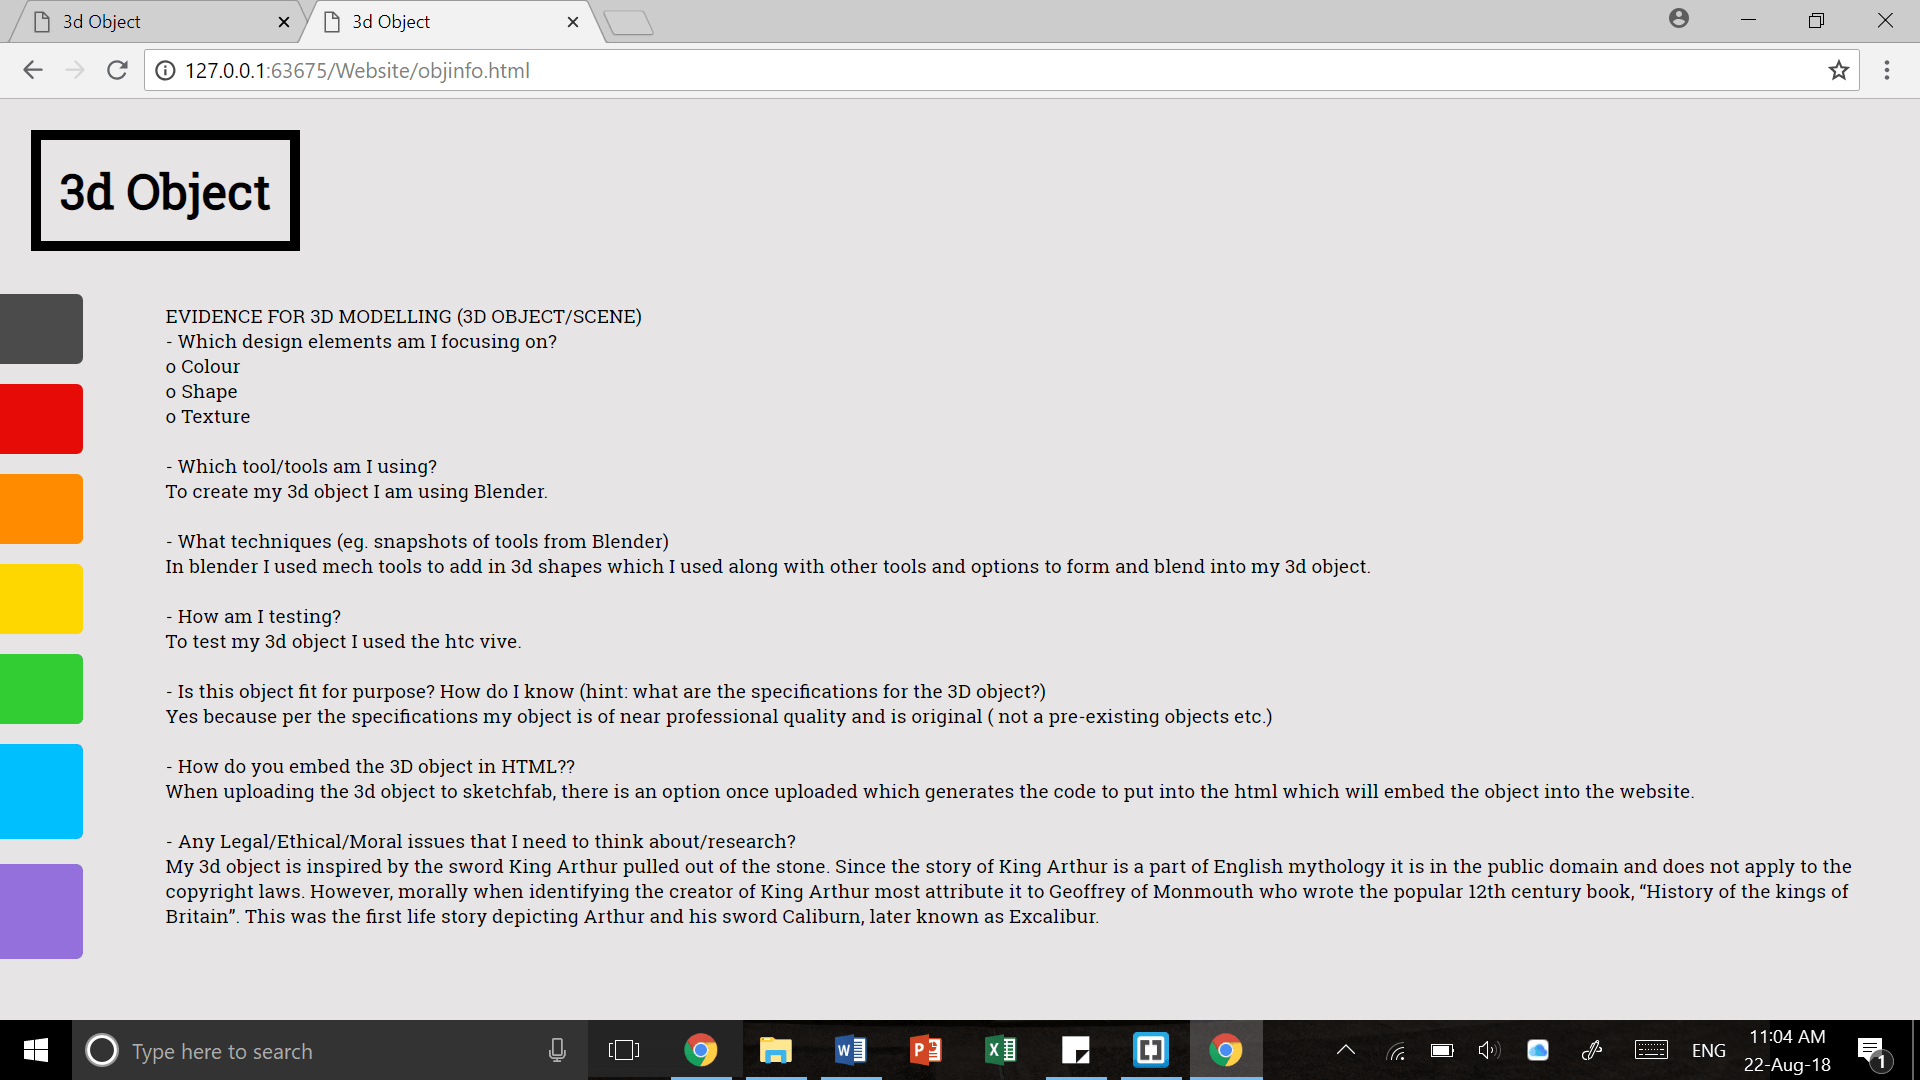 3d Object
3d Object
127.0.0.1:63675/Website/objinfo.html
3d Object
EVIDENCE FOR 3D MODELLING (3D OBJECT/SCENE)
- Which design elements am I focusing on?
o Colour
o Shape
o Texture
- Which tool/tools am I using?
To create my 3d object I am using Blender.
- What techniques (eg. snapshots of tools from Blender)
In blender I used mech tools to add in 3d shapes which I used along with other tools and options to form and blend into my 3d object.
- How am I testing?
To test my 3d object I used the htc vive.
- Is this object fit for purpose? How do I know (hint: what are the specifications for the 3D object?)
Yes because per the specifications my object is of near professional quality and is original ( not a pre-existing objects etc.)
- How do you embed the 3D object in HTML??
When uploading the 3d object to sketchfab, there is an option once uploaded which generates the code to put into the html which will embed the object into the website.
- Any Legal/Ethical/Moral issues that I need to think about/research?
My 3d object is inspired by the sword King Arthur pulled out of the stone. Since the story of King Arthur is a part of English mythology it is in the public domain and does not apply to the
copyright laws. However, morally when identifying the creator of King Arthur most attribute it to Geoffrey of Monmouth who wrote the popular 12th century book, “History of the kings of
Britain”. This was the first life story depicting Arthur and his sword Caliburn, later known as Excalibur.
Type here to search
ENG
11:04 AM
22-Aug-18
1